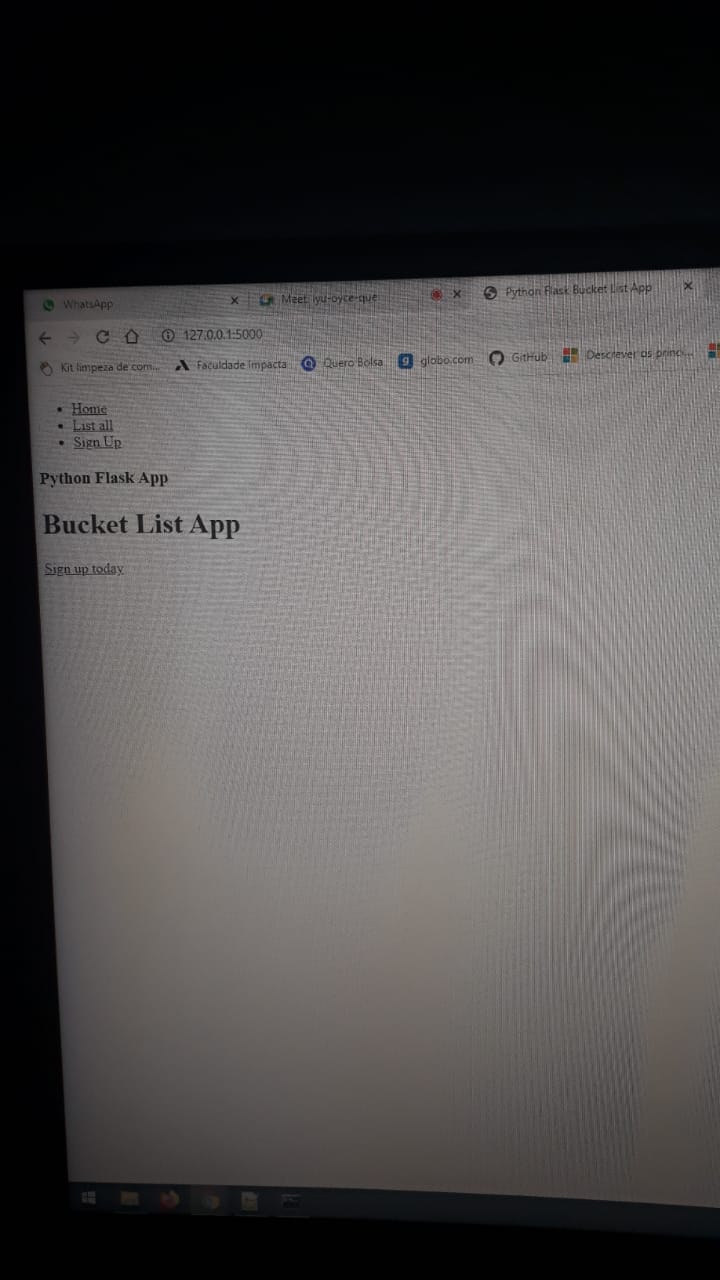 WhatsApp
Meet: iyu-oyce-que
Python Flask Bucket List App
127.0.0.1:5000
Kit limpeza de com...
Faculdade Impacta
Quero Bolsa
globo.com
GitHub
Descrever os princi...
Home
List all
Sign Up
Python Flask App
Bucket List App
Sign up today